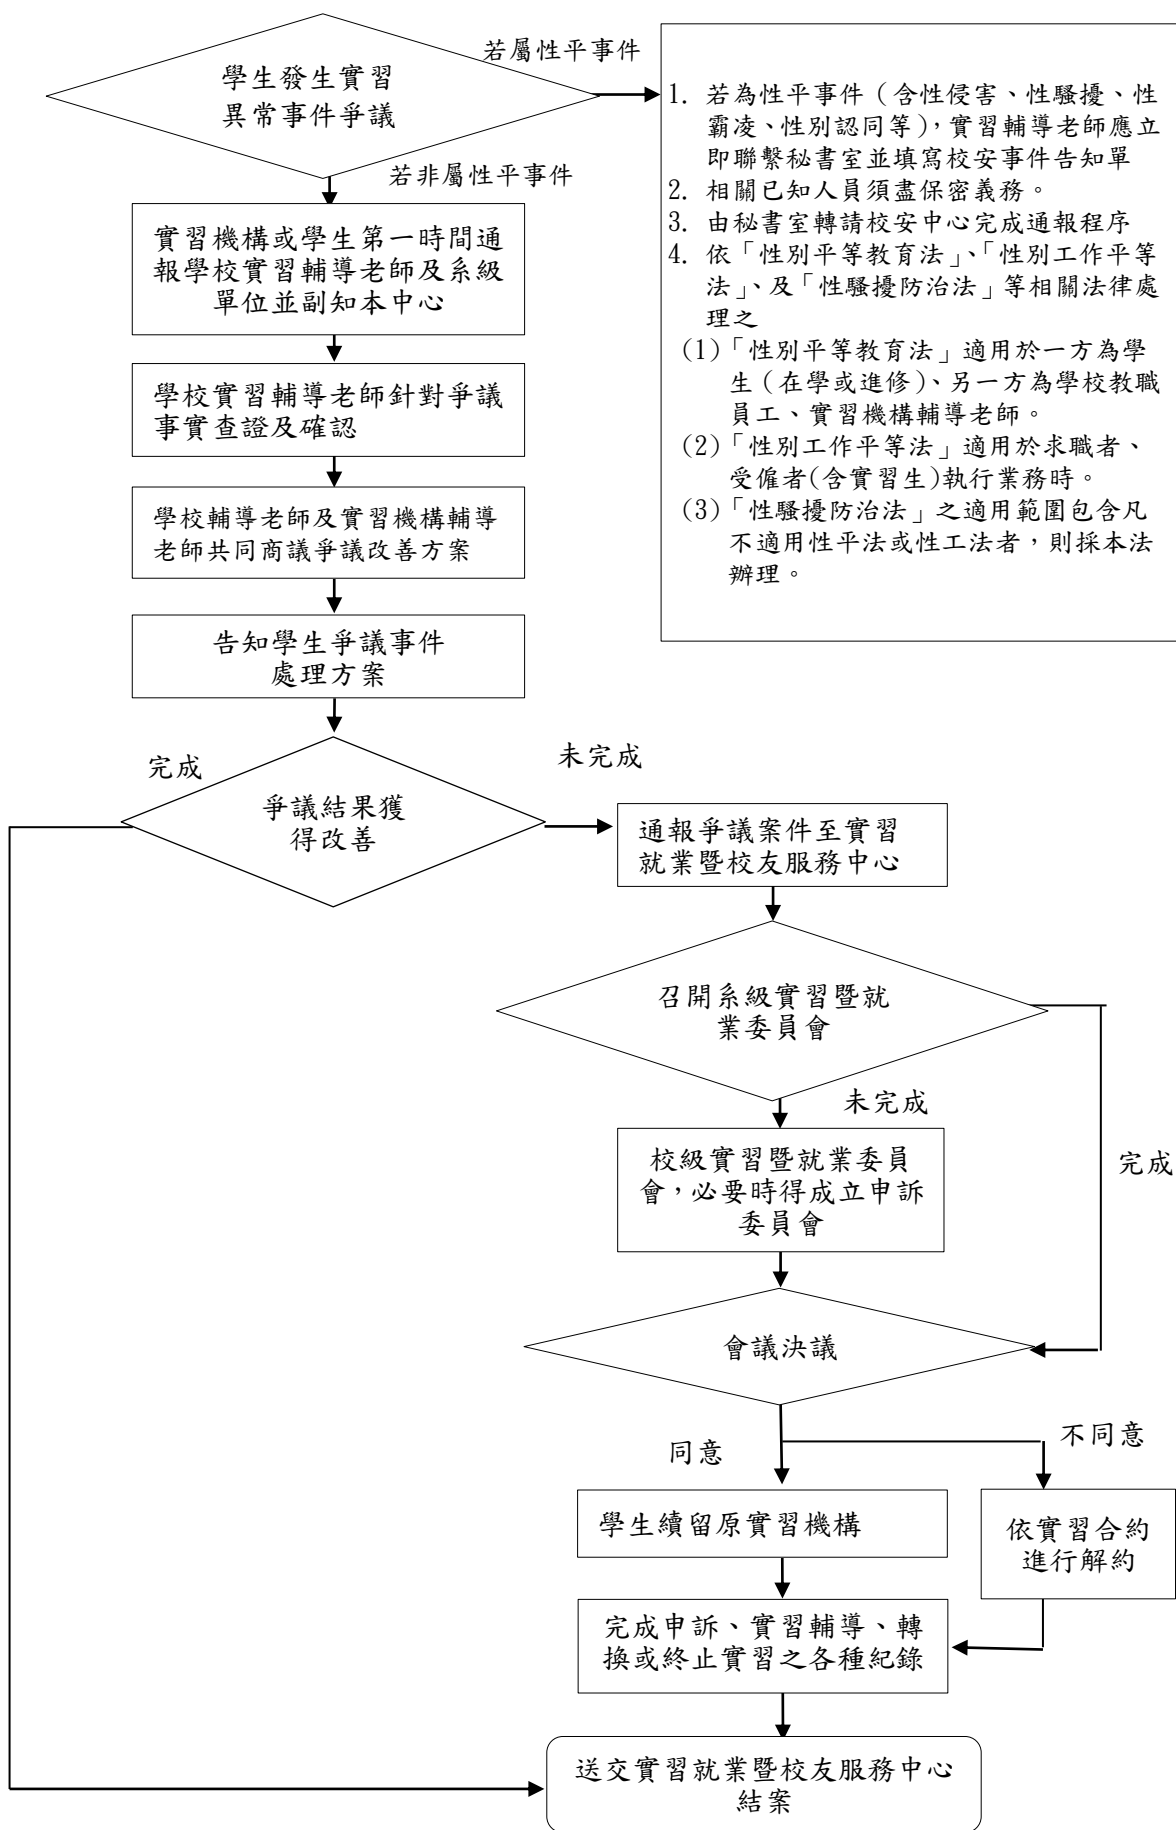 若屬性平事件
學生發生實習
異常事件爭議
若非屬性平事件
1. 若為性平事件（含性侵害、性騷擾、性
霸凌、性別認同等），實習輔導老師應立
即聯繫秘書室並填寫校安事件告知單
2. 相關已知人員須盡保密義務。
3. 由秘書室轉請校安中心完成通報程序
4. 依「性別平等教育法」、「性別工作平等
法」、及「性騷擾防治法」等相關法律處
理之
(1)「性別平等教育法」適用於一方為學
生（在學或進修）、另一方為學校教職
員工、實習機構輔導老師。
(2)「性別工作平等法」適用於求職者、
受僱者(含實習生)執行業務時。
(3)「性騷擾防治法」之適用範圍包含凡
不適用性平法或性工法者，則採本法
辦理。
實習機構或學生第一時間通
報學校實習輔導老師及系級
單位並副知本中心
學校實習輔導老師針對爭議
事實查證及確認
學校輔導老師及實習機構輔導
老師共同商議爭議改善方案
告知學生爭議事件
處理方案
完成
未完成
爭議結果獲
得改善
通報爭議案件至實習
就業暨校友服務中心
召開系級實習暨就
業委員會
未完成
完成
校級實習暨就業委員
會，必要時得成立申訴
委員會
會議決議
同意
不同意
學生續留原實習機構
依實習合約
進行解約
完成申訴、實習輔導、轉
換或終止實習之各種紀錄
送交實習就業暨校友服務中心
結案